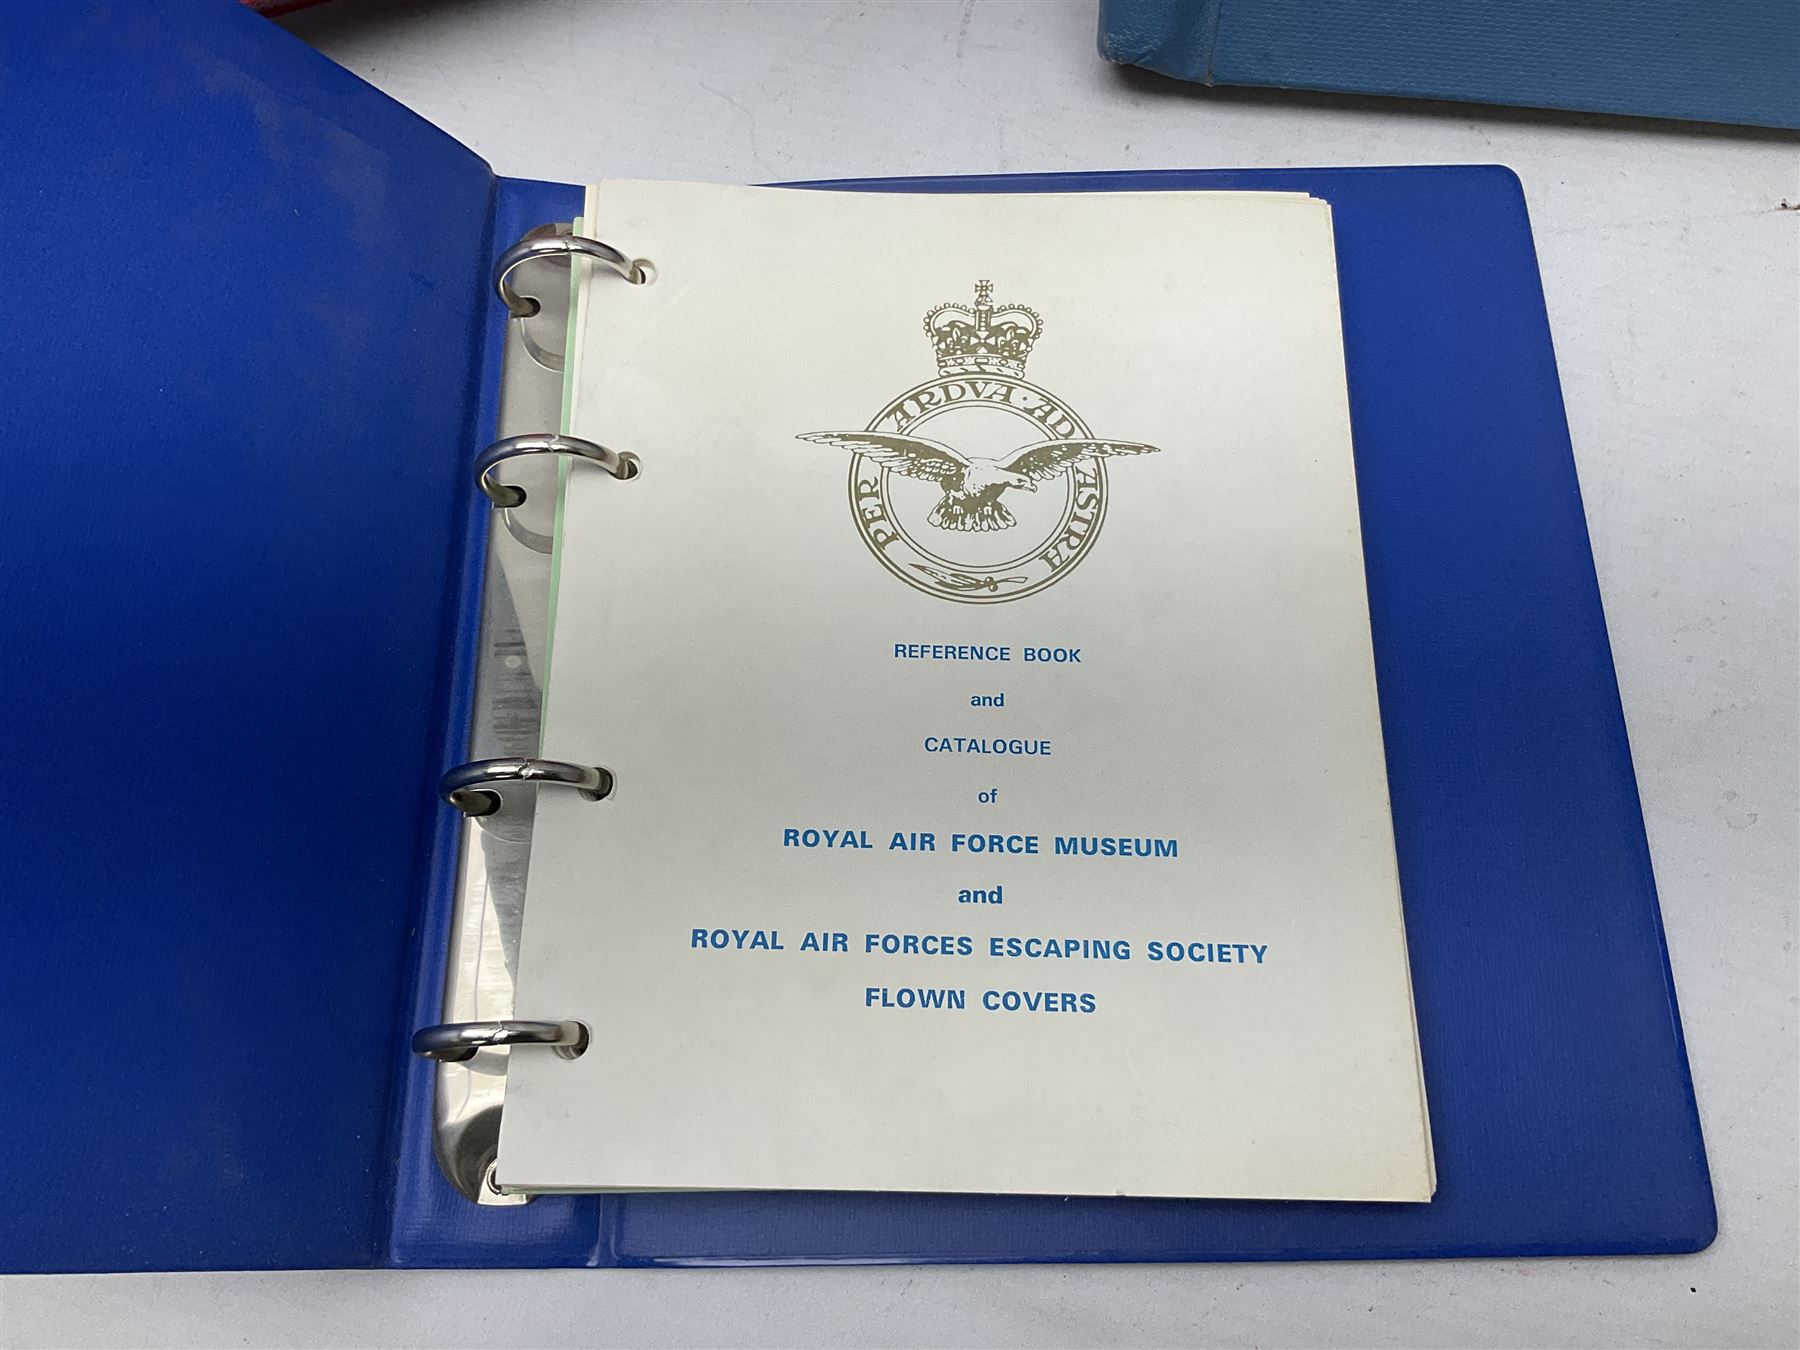 PER ARDVA · AD ASTRA
REFERENCE BOOK
and
CATALOGUE
of
ROYAL AIR FORCE MUSEUM
and
ROYAL AIR FORCES ESCAPING SOCIETY
FLOWN COVERS